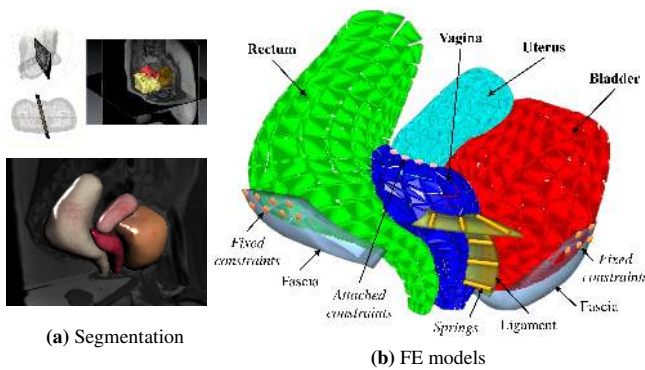 Rectum
Vagina
Uterus
Bladder
Fixed
constraints
Fascia
Attached
constraints
Springs
Ligament
Fixed
constraints
Fascia
(a) Segmentation
(b) FE models